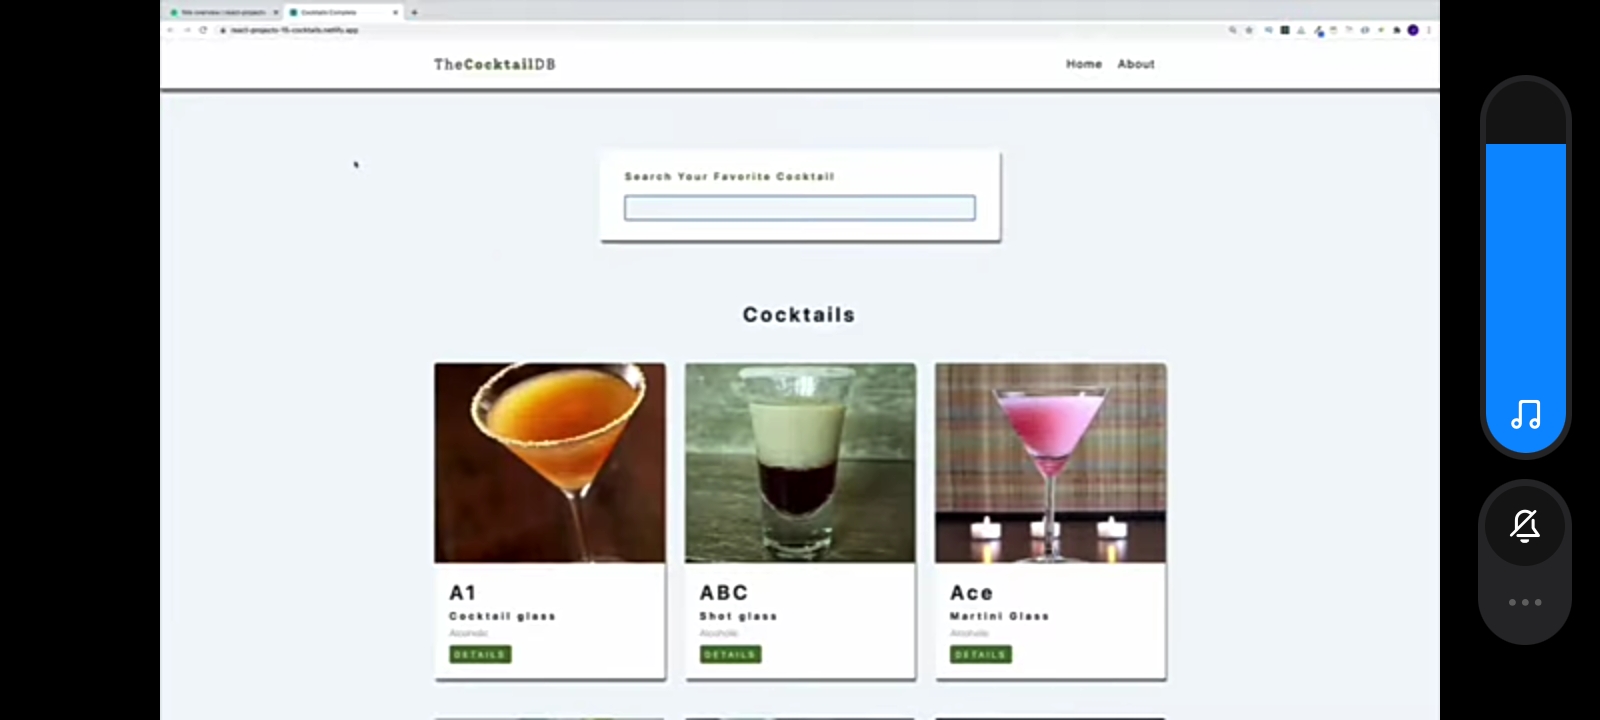 Cocktails Complete
react-projects-15-cocktails.netlify.app
TheCocktailDB
Home About
Search Your Favorite Cocktail
Cocktails
A1
Cocktail glass
Alcoholic
DETAILS
ABC
Shot glass
Alcoholic
DETAILS
Ace
Martini Glass
Alcoholic
DETAILS